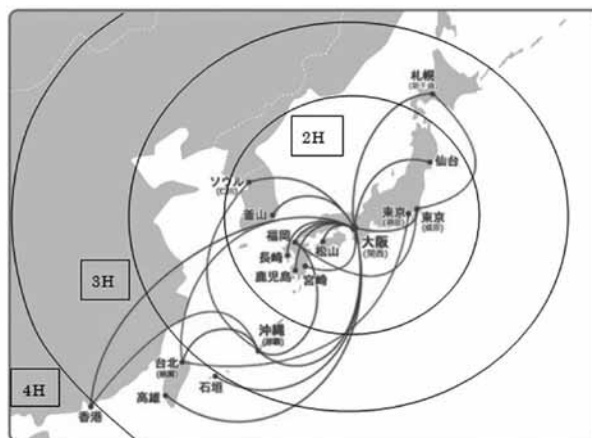 札幌
(新千歳)
2H
仙台
ソウル
(仁川)
釜山
東京
(羽田)
東京
(成田)
福岡
大阪
(関西)
松山
長崎
鹿児島
宮崎
3H
沖縄
(那覇)
台北
(桃園)
石垣
4H
高雄
香港